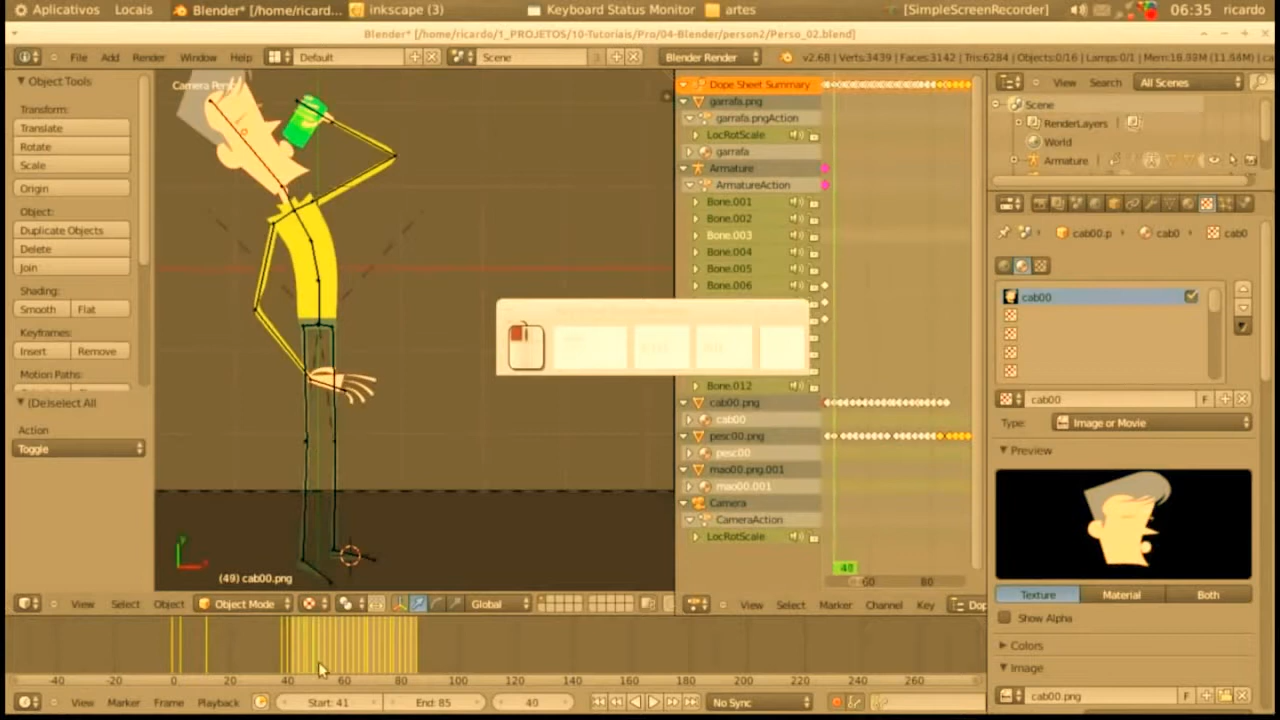 Aplicativos Locais Blender* [/home/ricard... inkscape (3) Keyboard Status Monitor artes [SimpleScreenRecorder] 06:35 ricardo
Blender* [/home/ricardo/1_PROJETOS/10-Tutoriais/Pro/04-Blender/person2/Perso_02.blend]
File Add Render Window Help Default Scene 3 Blender Render v2.68 | Verts:3439 | Faces:3142 | Tris:6284 | Objects:0/16 | Lamps:0/1
Object Tools
Transform:
Translate
Rotate
Scale
Origin
Object:
Duplicate Objects
Delete
Join
Shading:
Smooth Flat
Keyframes:
Insert Remove
Motion Paths:
(De)select All
Action
Toggle
Camera Persp
(49) cab00.png
View Select Object Object Mode Global
Dope Sheet Summary
garrafa.png
garrafa.pngAction
LocRotScale
garrafa
Armature
ArmatureAction
Bone.001
Bone.002
Bone.003
Bone.004
Bone.005
Bone.006
Bone.012
cab00.png
cab00
pesc00.png
pesc00
mao00.png.001
mao00.001
Camera
CameraAction
LocRotScale
40 60 80
View Select Marker Channel Key Dop
View Search All Scenes
Scene
RenderLayers
World
Armature
cab00.p cab0 cab0
cab00
cab00 F
Type: Image or Movie
Preview
Texture Material Both
Show Alpha
Colors
Image
cab00.png F
-40 -20 0 20 40 60 80 100 120 140 160 180 200 220 240 260
View Marker Frame Playback Start: 41 End: 85 40 No Sync